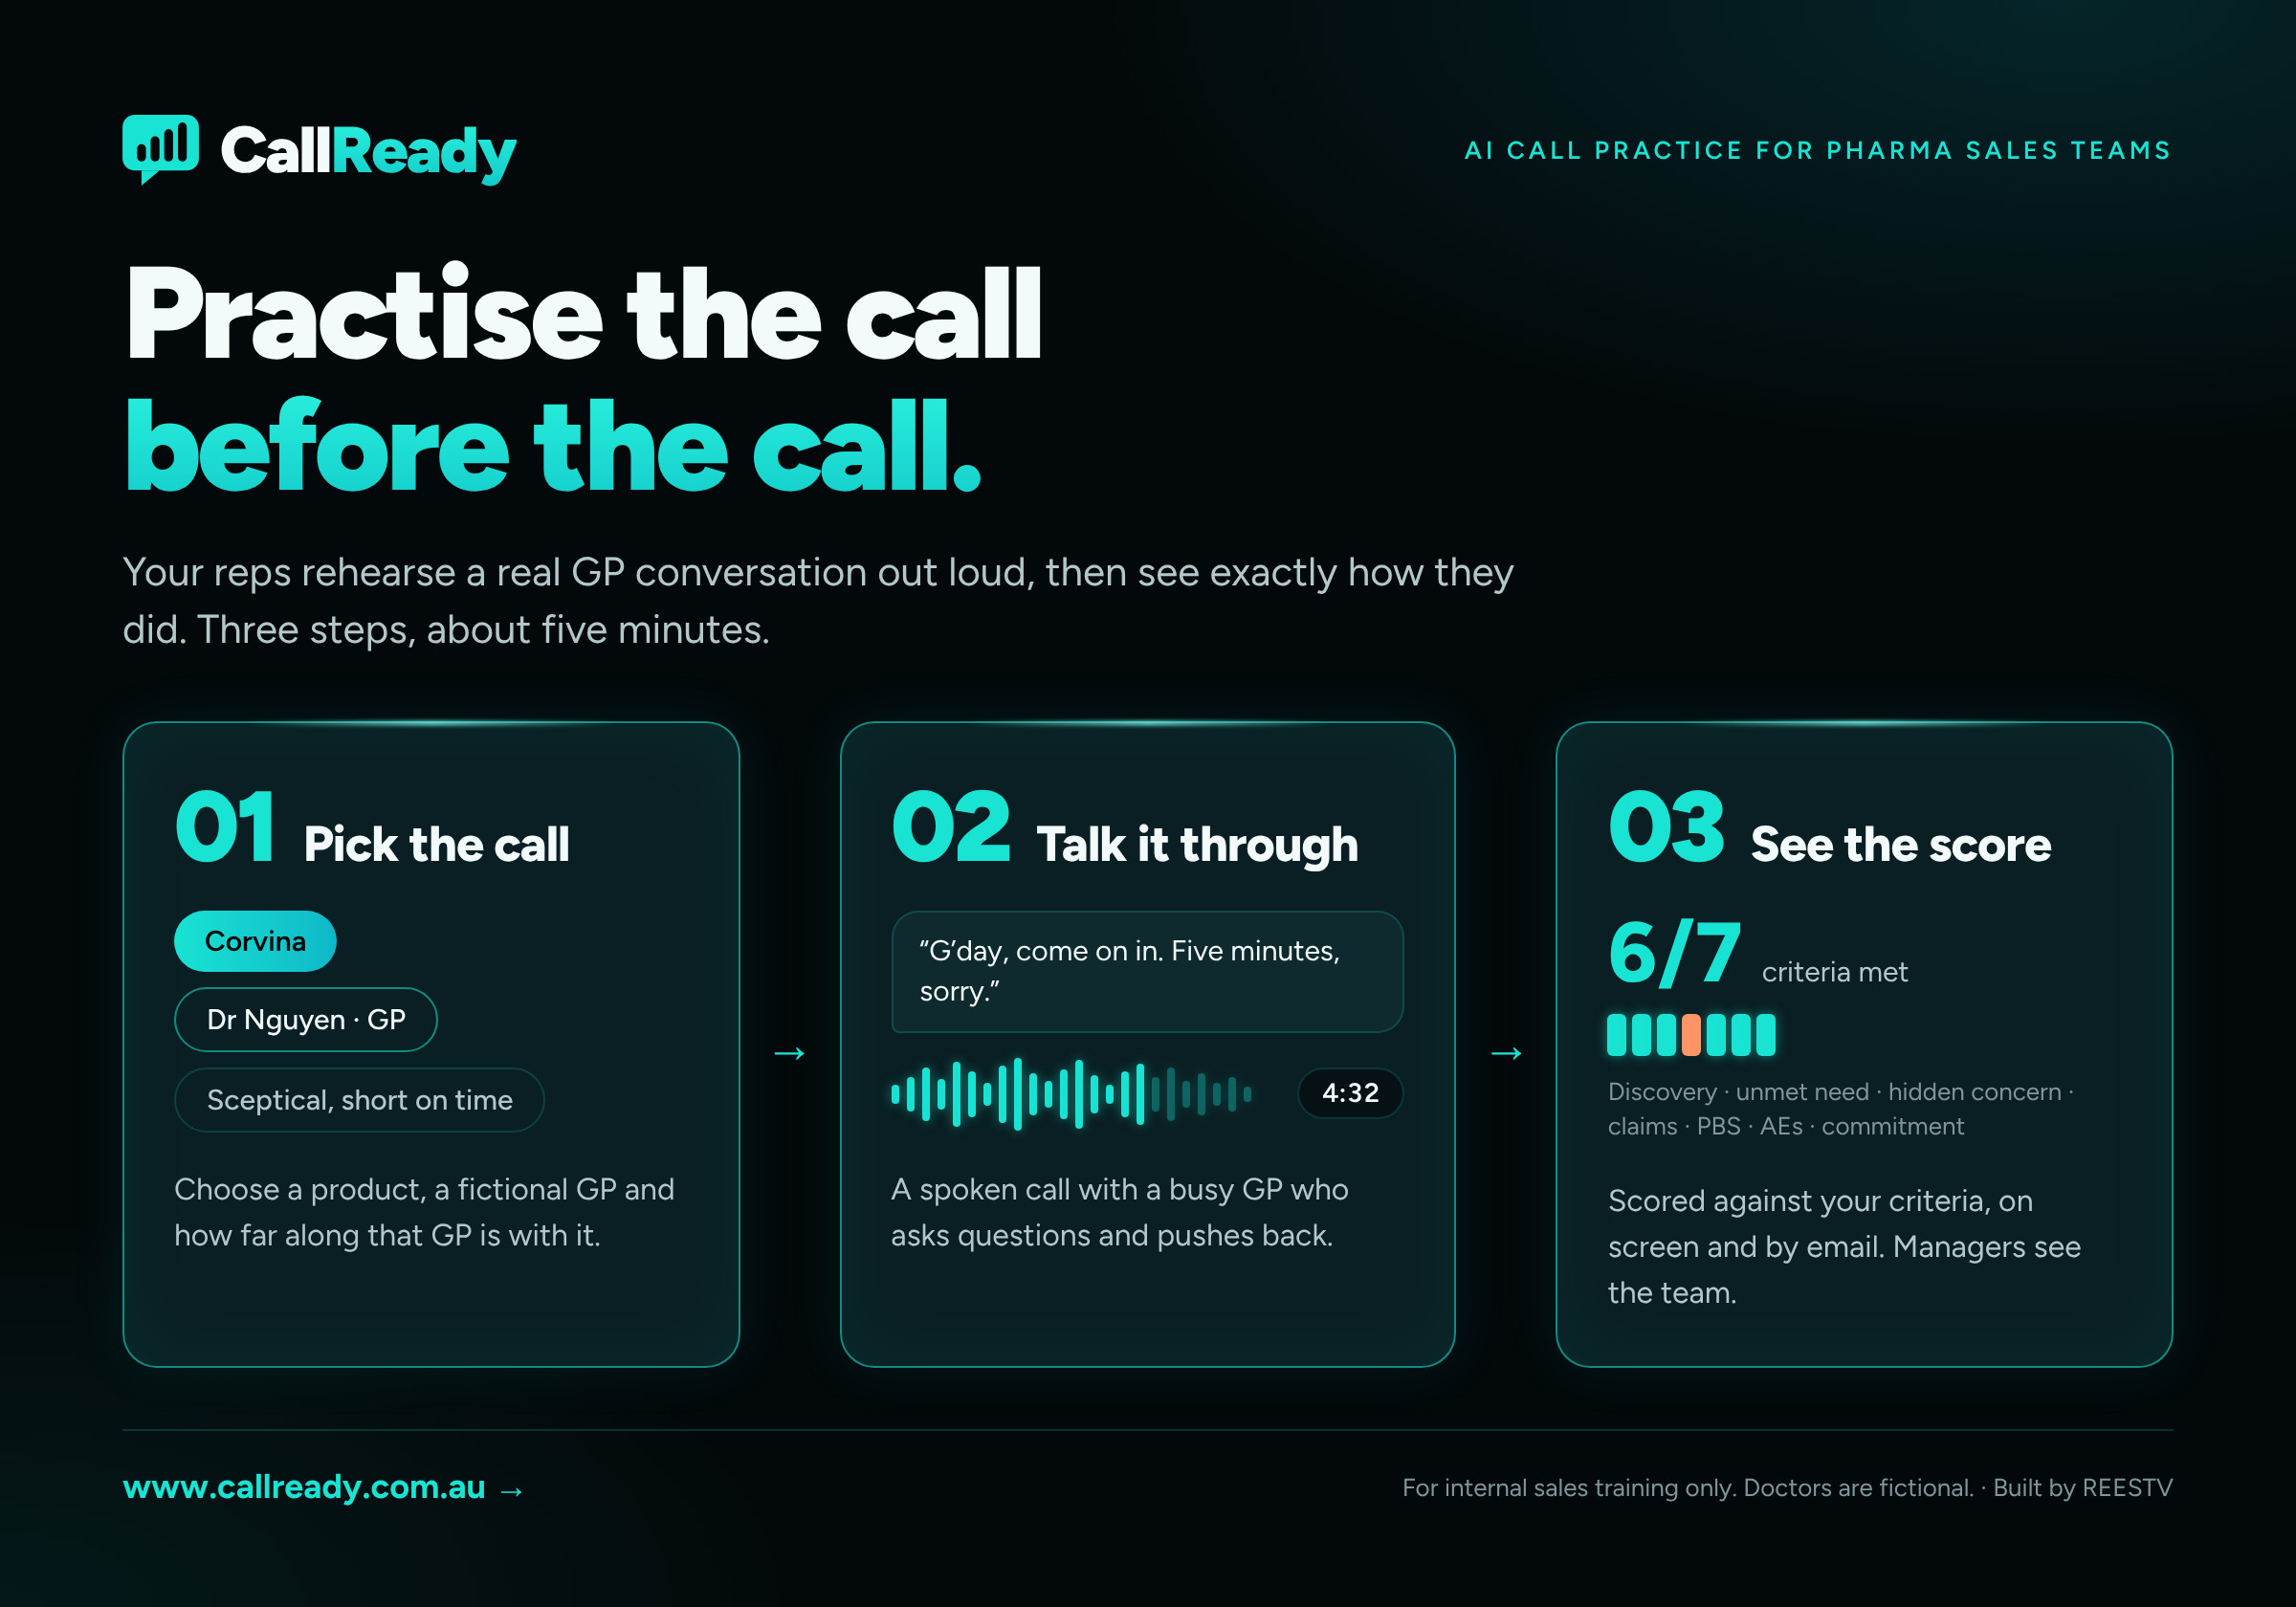 CallReady
AI CALL PRACTICE FOR PHARMA SALES TEAMS
Practise the call
before the call.
Your reps rehearse a real GP conversation out loud, then see exactly how they
did. Three steps, about five minutes.
01 Pick the call
Corvina
Dr Nguyen · GP
Sceptical, short on time
Choose a product, a fictional GP and
how far along that GP is with it.
→
02 Talk it through
“G’day, come on in. Five minutes,
sorry.”
4:32
A spoken call with a busy GP who
asks questions and pushes back.
→
03 See the score
6/7 criteria met
Discovery · unmet need · hidden concern ·
claims · PBS · AEs · commitment
Scored against your criteria, on
screen and by email. Managers see
the team.
www.callready.com.au →
For internal sales training only. Doctors are fictional. · Built by REESTV